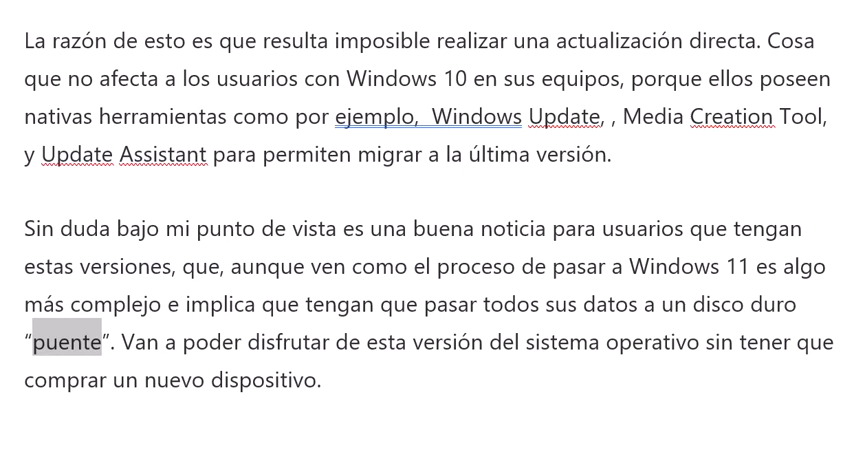 La razón de esto es que resulta imposible realizar una actualización directa. Cosa
que no afecta a los usuarios con Windows 10 en sus equipos, porque ellos poseen
nativas herramientas como por ejemplo,  Windows Update, , Media Creation Tool,
y Update Assistant para permiten migrar a la última versión.
Sin duda bajo mi punto de vista es una buena noticia para usuarios que tengan
estas versiones, que, aunque ven como el proceso de pasar a Windows 11 es algo
más complejo e implica que tengan que pasar todos sus datos a un disco duro
“puente”. Van a poder disfrutar de esta versión del sistema operativo sin tener que
comprar un nuevo dispositivo.